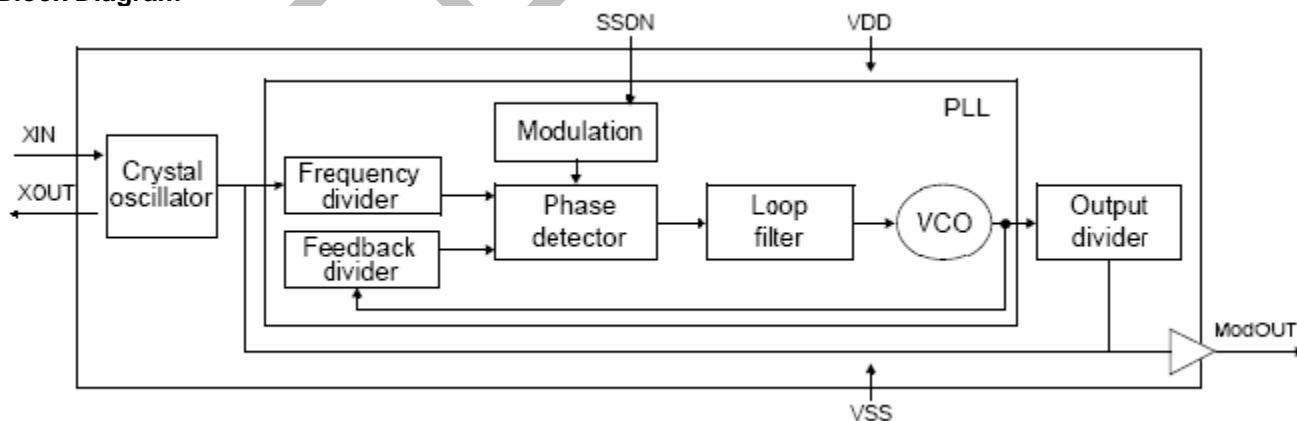 Block Diagram
SSDN
VDD
PLL
Modulation
XIN
XOUT
Crystal
oscillator
Frequency
divider
Feedback
divider
Phase
detector
Loop
filter
VCO
Output
divider
ModOUT
VSS